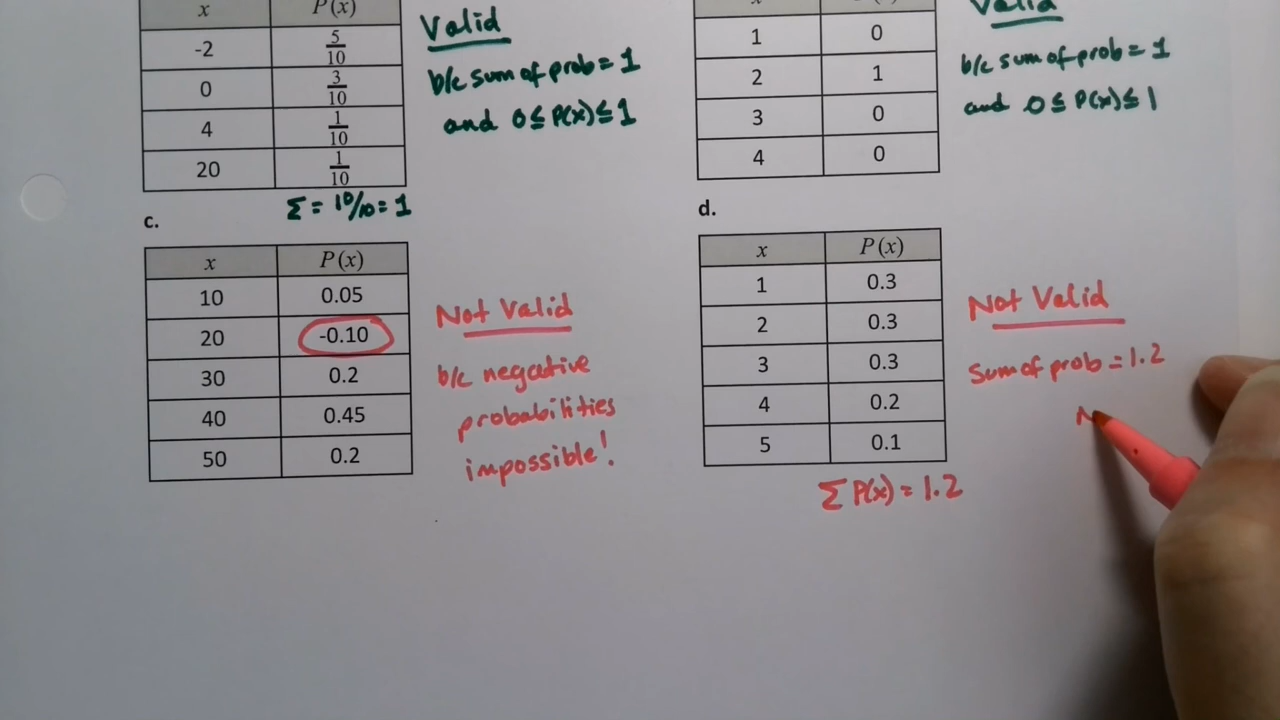 x P(x)
-2 5/10
0 3/10
4 1/10
20 1/10
Σ = 10/10 = 1
Valid
b/c sum of prob = 1
and 0 ≤ P(x) ≤ 1
1 0
2 1
3 0
4 0
Valid
b/c sum of prob = 1
and 0 ≤ P(x) ≤ 1
c.
x P(x)
10 0.05
20 -0.10
30 0.2
40 0.45
50 0.2
Not Valid
b/c negative
probabilities
impossible!
d.
x P(x)
1 0.3
2 0.3
3 0.3
4 0.2
5 0.1
Σ P(x) = 1.2
Not Valid
Sum of prob = 1.2